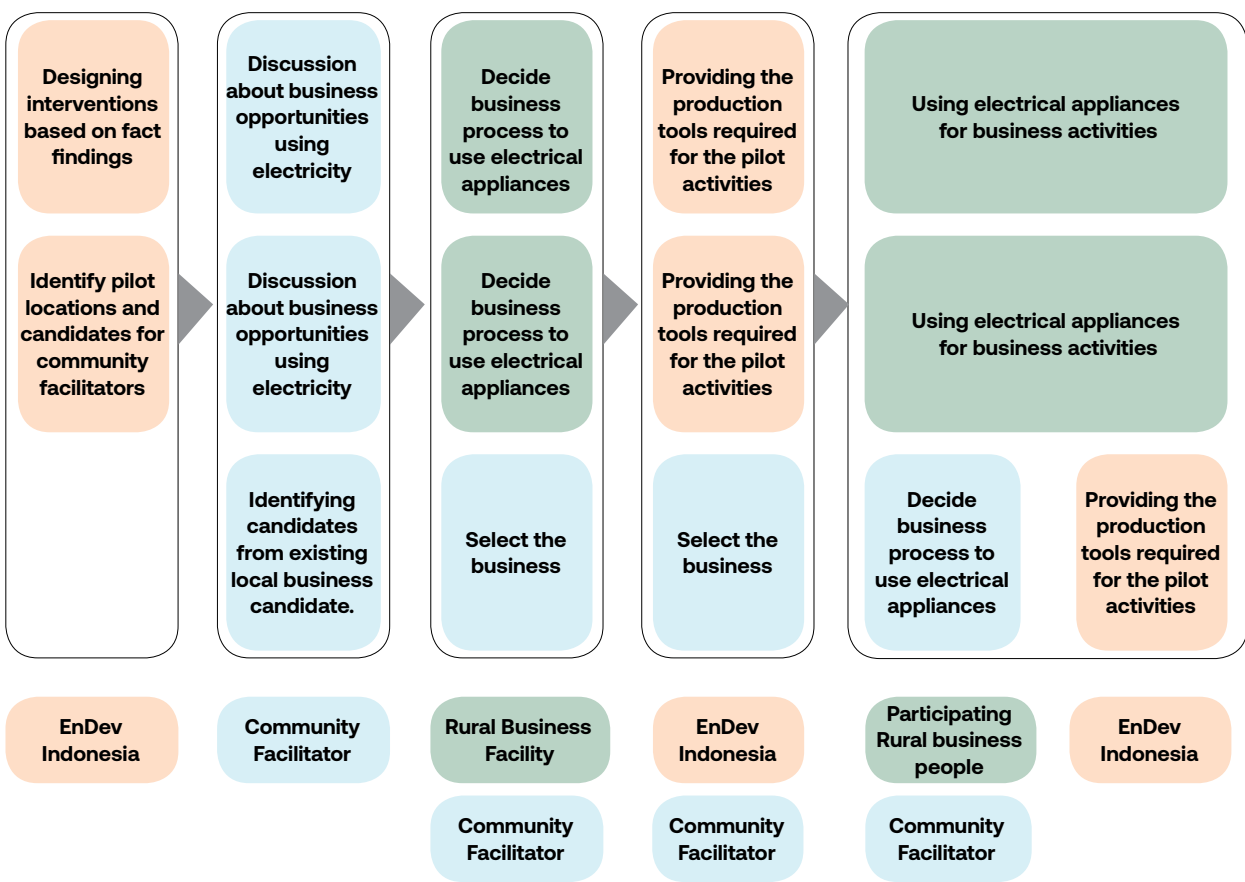 Designing
interventions
based on fact
findings
Identify pilot
locations and
candidates for
community
facilitators
Discussion
about business
opportunities
using
electricity
Discussion
about business
opportunities
using
electricity
Identifying
candidates
from existing
local business
candidate.
Decide
business
process to
use electrical
appliances
Decide
business
process to
use electrical
appliances
Select the
business
Providing the
production
tools required
for the pilot
activities
Providing the
production
tools required
for the pilot
activities
Select the
business
Using electrical appliances
for business activities
Using electrical appliances
for business activities
Decide
business
process to
use electrical
appliances
Providing the
production
tools required
for the pilot
activities
EnDev
Indonesia
Community
Facilitator
Rural Business
Facility
EnDev
Indonesia
Participating
Rural business
people
EnDev
Indonesia
Community
Facilitator
Community
Facilitator
Community
Facilitator